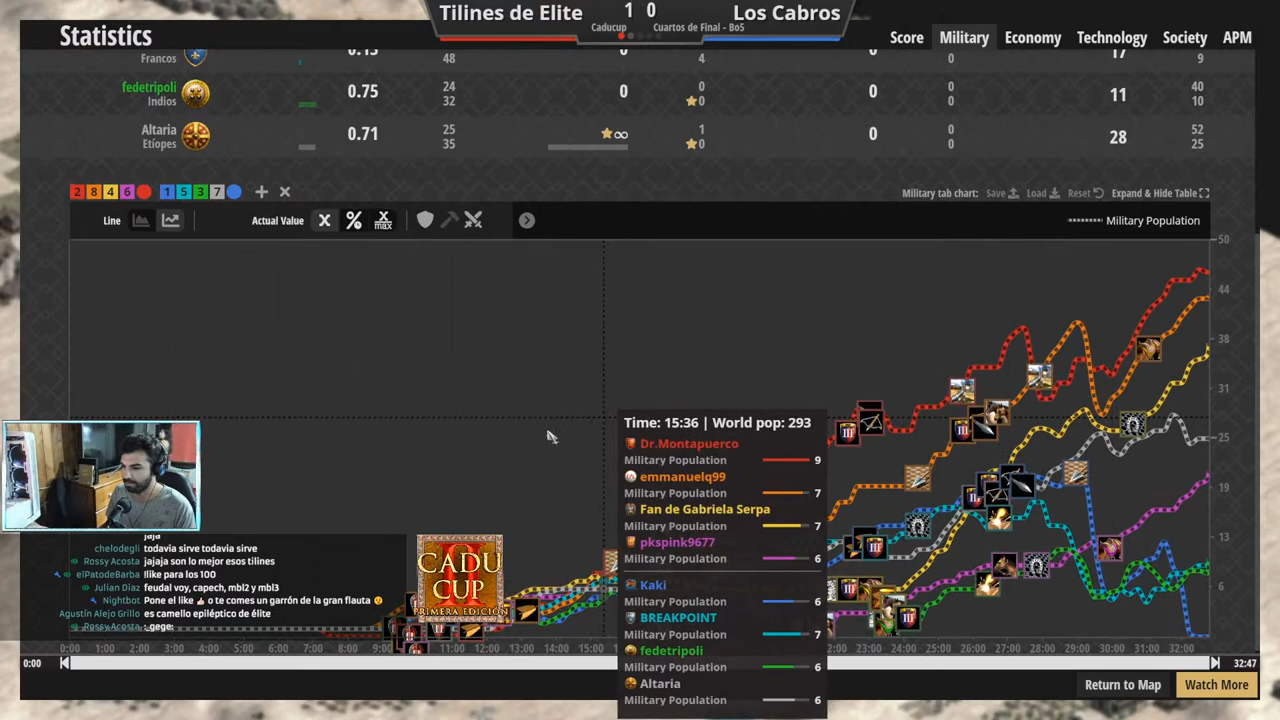 Tilines de Elite 1 0 Los Cabros
Caducup Cuartos de Final - Bo5
Statistics
Score Military Economy Technology Society APM
Francos 48 4 0 9
fedetripoli
Indios
0.75 24 0 0 0 0 11 40
32 0 10
Altaria
Etíopes
0.71 25 ∞ 1 0 0 28 52
35 0 0 25
2 8 4 6 1 5 3 7
Military tab chart: Save Load Reset Expand & Hide Table
Line Actual Value X % X max
Military Population
50
44
38
31
25
19
13
6
Time: 15:36 | World pop: 293
Dr.Montapuerco
Military Population 9
emmanuelq99
Military Population 7
Fan de Gabriela Serpa
Military Population 7
pkspink9677
Military Population 6
Kaki
Military Population 6
BREAKPOINT
Military Population 7
fedetripoli
Military Population 6
Altaria
Military Population 6
jaja
chelodegli todavia sirve todavia sirve
Rossy Acosta jajaja son lo mejor esos tilines
elPatodeBarba llike para los 100
Julián Díaz feudal voy, capech, mbl2 y mbl3
Nightbot Pone el like 👍 o te comes un garrón de la gran flauta
Agustín Alejo Grillo es camello epiléptico de élite
Rossy Acosta :_gege:
CADU
CUP
II
PRIMERA EDICIÓN
0:00 1:00 2:00 3:00 4:00 5:00 6:00 7:00 8:00 10:00 11:00 12:00 13:00 14:00 23:00 24:00 25:00 26:00 27:00 28:00 29:00 30:00 31:00 32:00
0:00 32:47
Return to Map Watch More